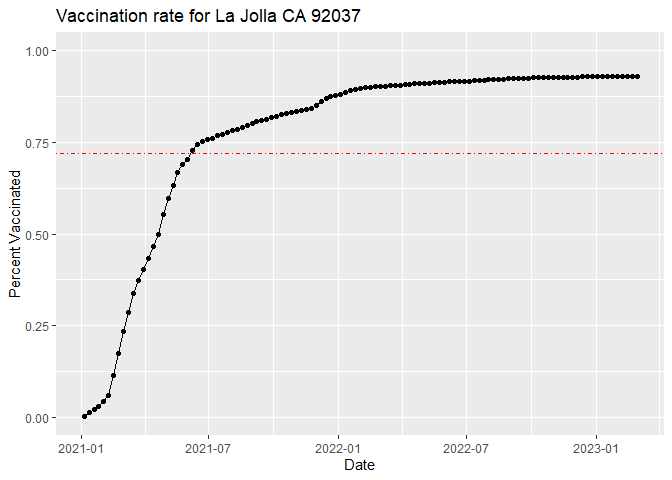 Vaccination rate for La Jolla CA 92037
1.00
0.75
0.50
0.25
0.00
Percent Vaccinated
2021-01 2021-07 2022-01 2022-07 2023-01
Date